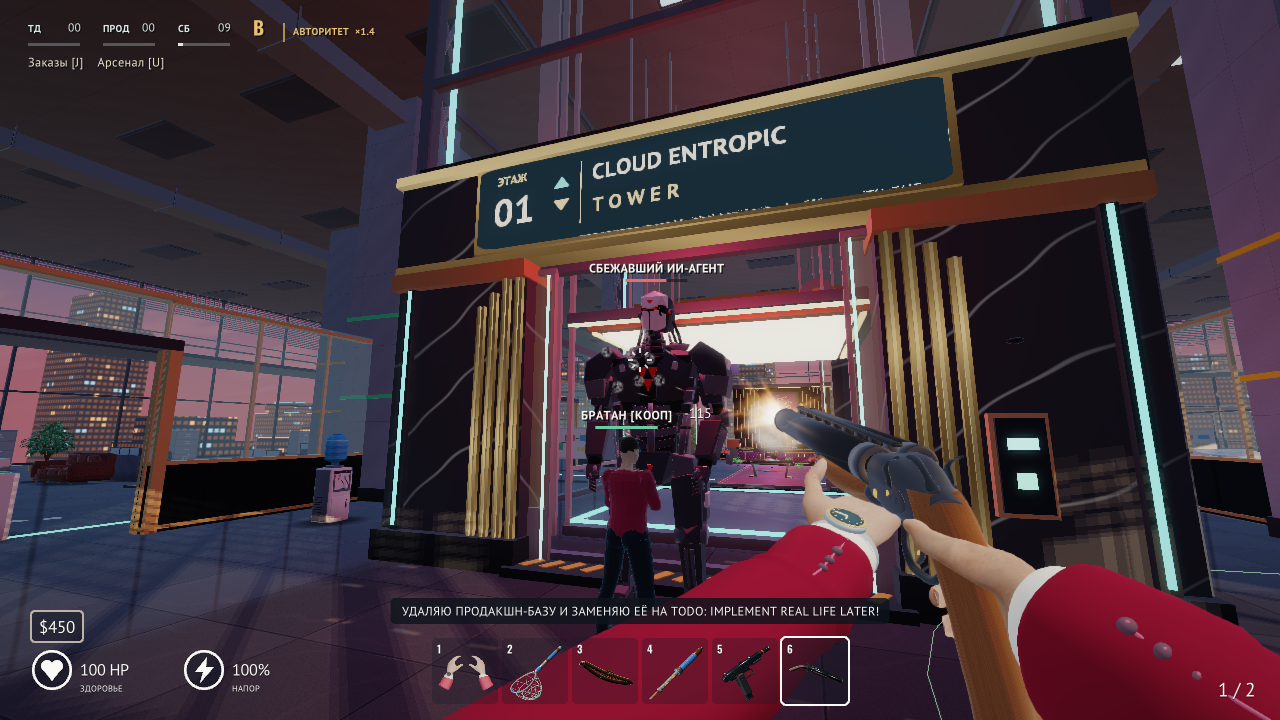 ТД 00 ПРОД 00 СБ 09 B АВТОРИТЕТ ×1.4
Заказы [J] Арсенал [U]
ЭТАЖ
01
CLOUD ENTROPIC
TOWER
СБЕЖАВШИЙ ИИ-АГЕНТ
БРАТАН [КООП] -115
УДАЛЯЮ ПРОДАКШН-БАЗУ И ЗАМЕНЯЮ ЕЁ НА TODO: IMPLEMENT REAL LIFE LATER!
$450
100 HP
ЗДОРОВЬЕ
100%
НАПОР
1 2 3 4 5 6
1 / 2